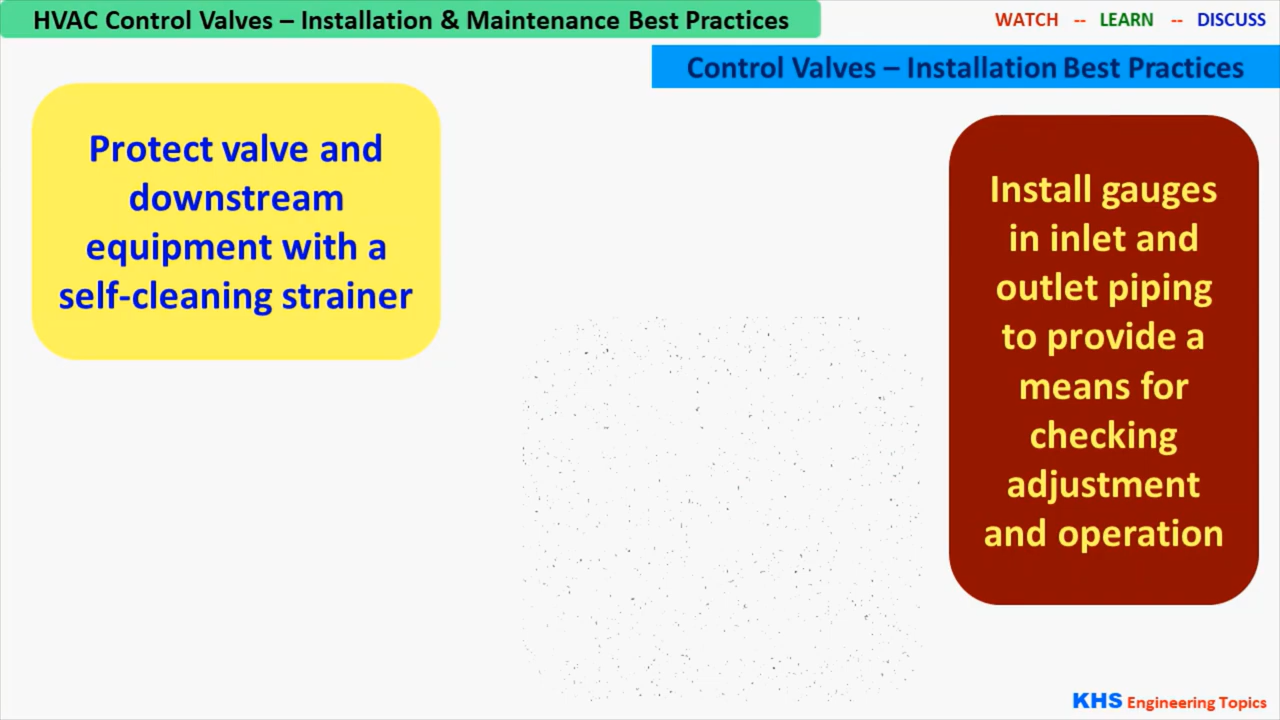 HVAC Control Valves – Installation & Maintenance Best Practices
WATCH -- LEARN -- DISCUSS
Control Valves – Installation Best Practices
Protect valve and
downstream
equipment with a
self-cleaning strainer
Install gauges
in inlet and
outlet piping
to provide a
means for
checking
adjustment
and operation
KHS Engineering Topics